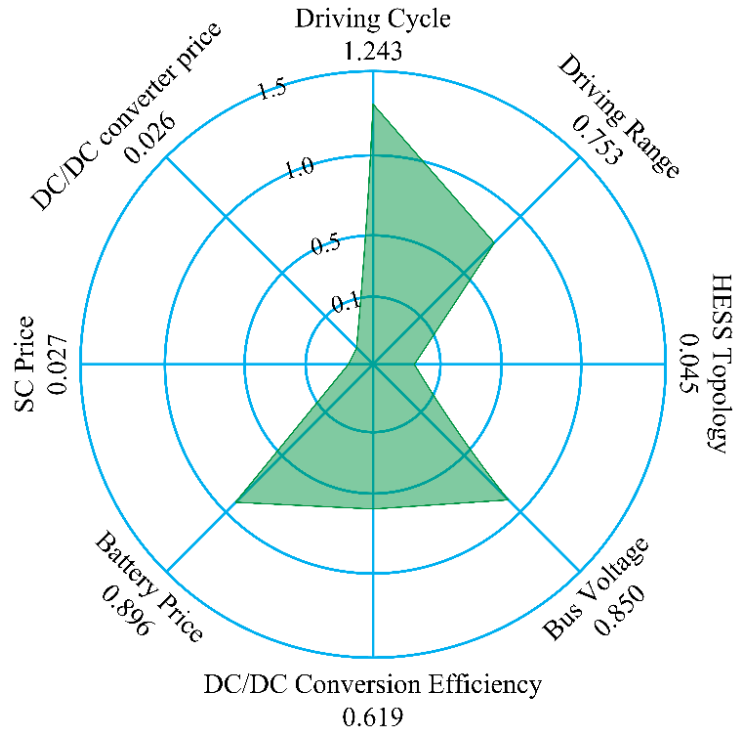 Driving Cycle
1.243
Driving Range
0.753
HESS Topology
0.045
Bus Voltage
0.850
DC/DC Conversion Efficiency
0.619
Battery Price
0.896
SC Price
0.027
DC/DC converter price
0.026
1.5
1.0
0.5
0.1